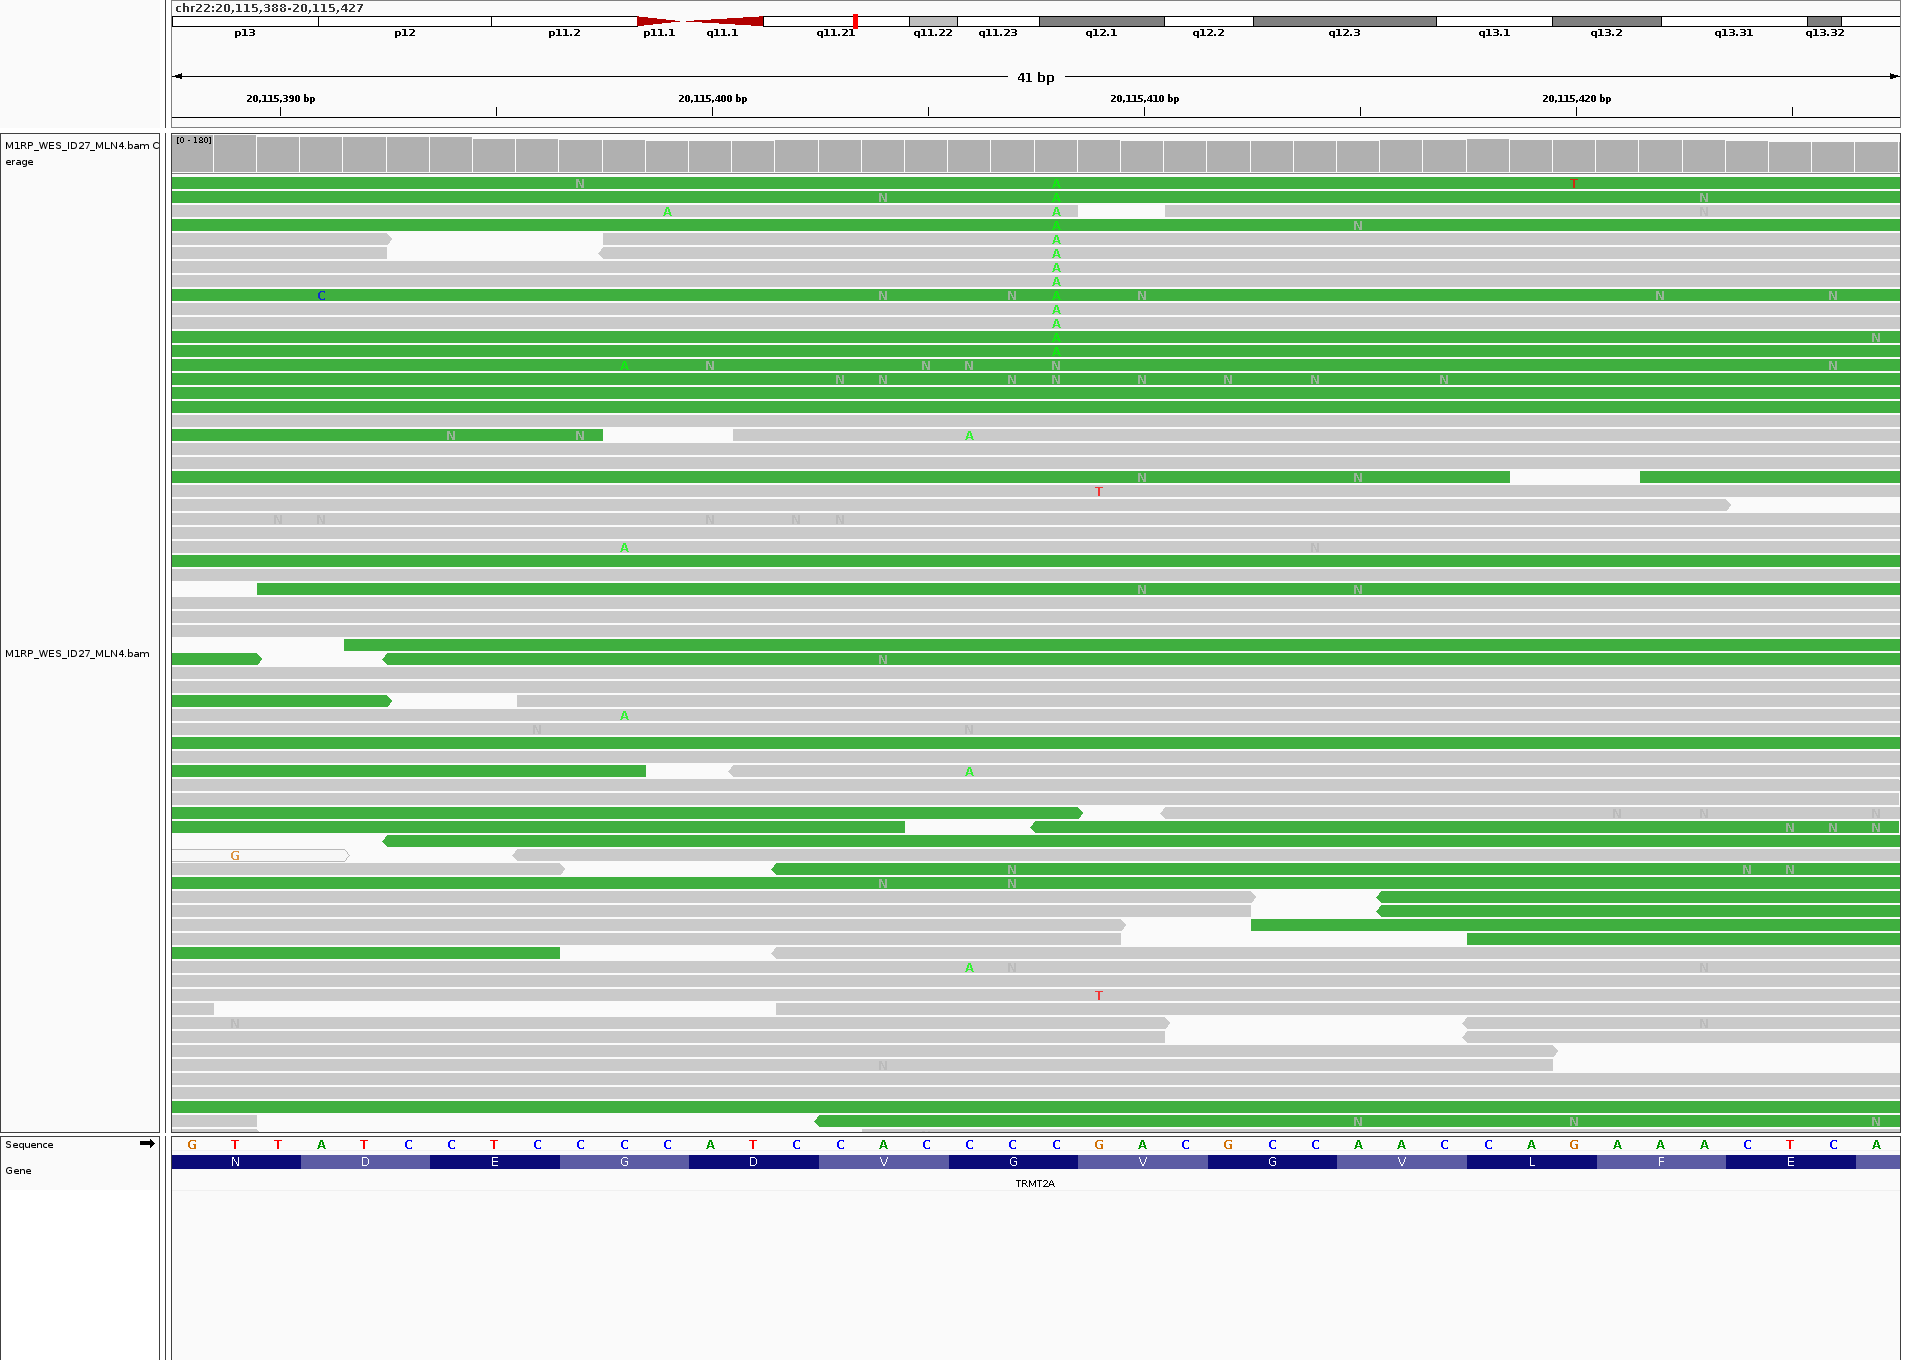 chr22:20,115,388-20,115,427
p13 p12 p11.2 p11.1 q11.1 q11.21 q11.22 q11.23 q12.1 q12.2 q12.3 q13.1 q13.2 q13.31 q13.32
41 bp
20,115,390 bp 20,115,400 bp 20,115,410 bp 20,115,420 bp
M1RP_WES_ID27_MLN4.bam C
erage
[0 - 180]
N A T
N A N
A A N
A N
A
A
A
A
C N N A N N N
A
A
A N
A
A N N N N N
N N N N N N N N
N N A
N N
T
N N N N N
A N
N N
M1RP_WES_ID27_MLN4.bam
N
A
N N
A
N N N
N N N
G
N N N
N N
A N N
T
N N
N
N N N
Sequence
G T T A T C C T C C C C A T C C A C C C C G A C G C C A A C C A G A A A C T C A
Gene
N D E G D V G V G V L F E
TRMT2A